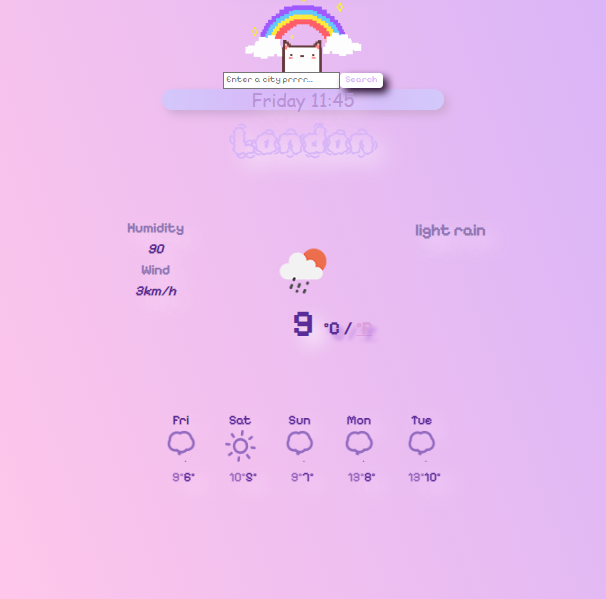 Enter a city prrrr... Search
Friday 11:45
London
Humidity
90
Wind
3km/h
light rain
9 °C / °F
Fri Sat Sun Mon Tue
9°6° 10°5° 9°7° 13°8° 13°10°